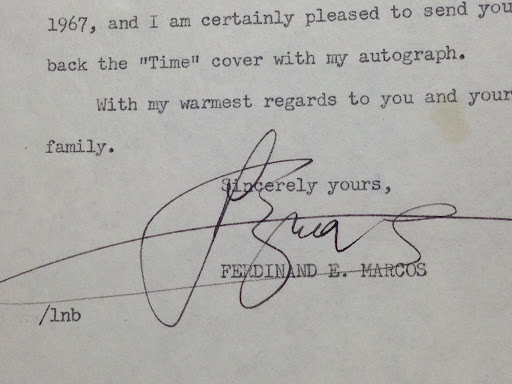 1967, and I am certainly pleased to send you
back the "Time" cover with my autograph.
With my warmest regards to you and your
family.
Sincerely yours,
FERDINAND E. MARCOS
/lnb